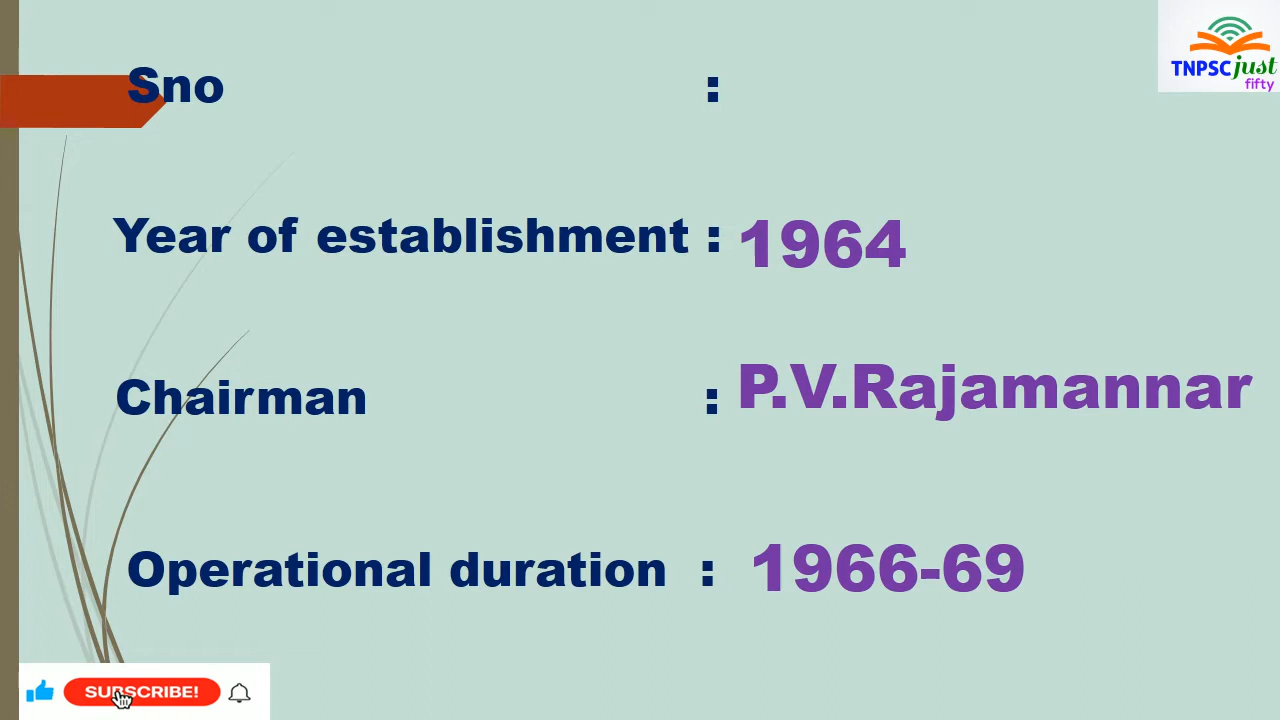 TNPSC just
fifty
Sno :
Year of establishment : 1964
Chairman : P.V.Rajamannar
Operational duration : 1966-69
SUBSCRIBE!